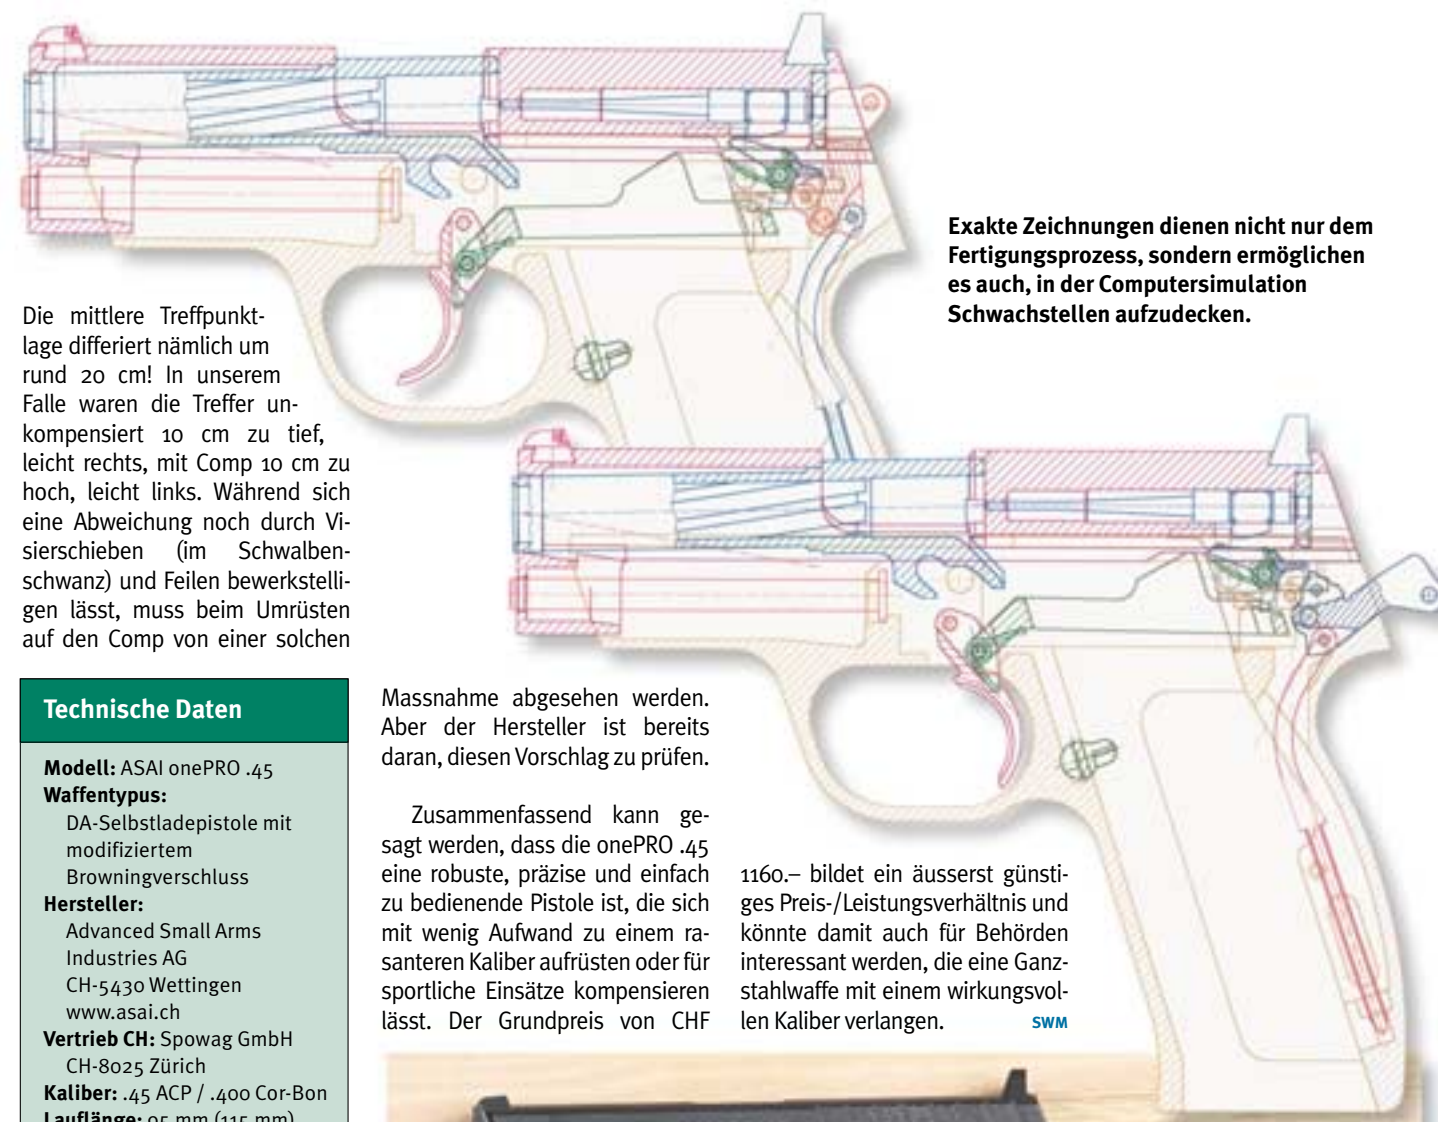 Exakte Zeichnungen dienen nicht nur dem
Fertigungsprozess, sondern ermöglichen
es auch, in der Computersimulation
Schwachstellen aufzudecken.
Die mittlere Treffpunkt-
lage differiert nämlich um
rund 20 cm! In unserem
Falle waren die Treffer un-
kompensiert 10 cm zu tief,
leicht rechts, mit Comp 10 cm zu
hoch, leicht links. Während sich
eine Abweichung noch durch Vi-
sierschieben (im Schwalben-
schwanz) und Feilen bewerkstelli-
gen lässt, muss beim Umrüsten
auf den Comp von einer solchen
Massnahme abgesehen werden.
Aber der Hersteller ist bereits
daran, diesen Vorschlag zu prüfen.
Zusammenfassend kann ge-
sagt werden, dass die onePRO .45
eine robuste, präzise und einfach
zu bedienende Pistole ist, die sich
mit wenig Aufwand zu einem ra-
santeren Kaliber aufrüsten oder für
sportliche Einsätze kompensieren
lässt. Der Grundpreis von CHF
1160.– bildet ein äusserst günsti-
ges Preis-/Leistungsverhältnis und
könnte damit auch für Behörden
interessant werden, die eine Ganz-
stahlwaffe mit einem wirkungsvol-
len Kaliber verlangen. SWM
Technische Daten
Modell: ASAI onePRO .45
Waffentypus:
DA-Selbstladepistole mit
modifiziertem
Browningverschluss
Hersteller:
Advanced Small Arms
Industries AG
CH-5430 Wettingen
www.asai.ch
Vertrieb CH: Spowag GmbH
CH-8025 Zürich
Kaliber: .45 ACP / .400 Cor-Bon
Lauflänge: 95 mm (115 mm)